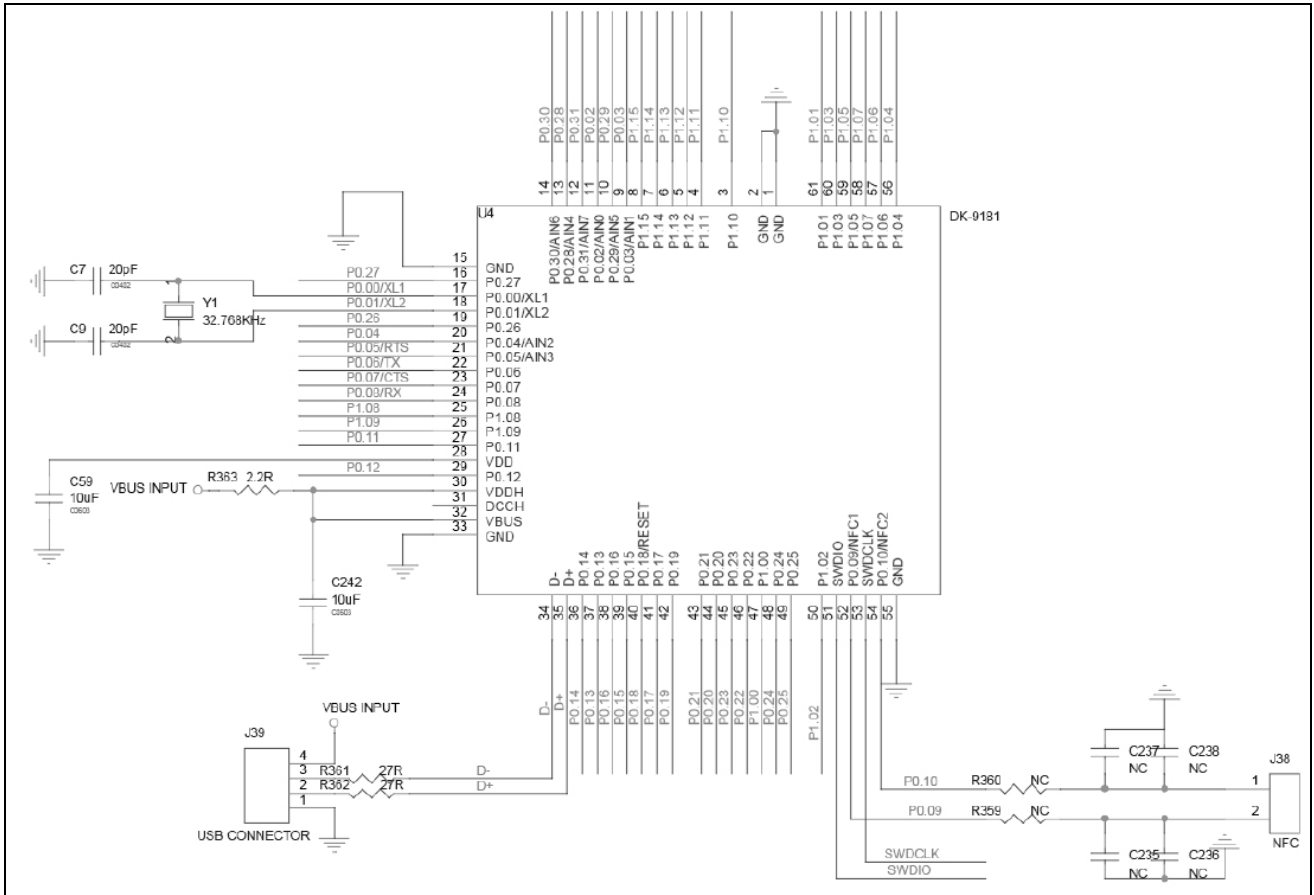 P0.30
P0.28
P0.31
P0.02
P0.29
P0.03
P1.15
P1.14
P1.13
P1.12
P1.11
P1.10
P1.01
P1.03
P1.05
P1.07
P1.06
P1.04
14
13
12
11
10
9
8
7
6
5
4
3
2
1
61
60
59
58
57
56
U4
DK-9181
P0.30/AIN6
P0.28/AIN4
P0.31/AIN7
P0.02/AIN0
P0.29/AIN5
P0.03/AIN1
P1.15
P1.14
P1.13
P1.12
P1.11
P1.10
GND
GND
P1.01
P1.03
P1.05
P1.07
P1.06
P1.04
C7 20pF
C0402
1
Y1
32.768KHz
2
C9 20pF
C0402
15 GND
P0.27 16 P0.27
P0.00/XL1 17 P0.00/XL1
P0.01/XL2 18 P0.01/XL2
P0.26 19 P0.26
P0.04 20 P0.04/AIN2
P0.05/RTS 21 P0.05/AIN3
P0.06/TX 22 P0.06
P0.07/CTS 23 P0.07
P0.08/RX 24 P0.08
P1.08 25 P1.08
P1.09 26 P1.09
P0.11 27 P0.11
28 VDD
P0.12 29 P0.12
30 VDDH
31 DCCH
32 VBUS
33 GND
C59
10uF
C0603
VBUS INPUT
R363 2.2R
C242
10uF
C0603
D-
D+
P0.14
P0.13
P0.16
P0.15
P0.18/RESET
P0.17
P0.19
P0.21
P0.20
P0.23
P0.22
P1.00
P0.24
P0.25
P1.02
SWDIO
P0.09/NFC1
SWDCLK
P0.10/NFC2
GND
34
35
36
37
38
39
40
41
42
43
44
45
46
47
48
49
50
51
52
53
54
55
D-
D+
P0.14
P0.13
P0.16
P0.15
P0.18
P0.17
P0.19
P0.21
P0.20
P0.23
P0.22
P1.00
P0.24
P0.25
P1.02
VBUS INPUT
J39
4
3 R361 27R D-
2 R362 27R D+
1
USB CONNECTOR
C237
NC
C238
NC
J38
P0.10 R360 NC 1
P0.09 R359 NC 2
NFC
C235
NC
C236
NC
SWDCLK
SWDIO